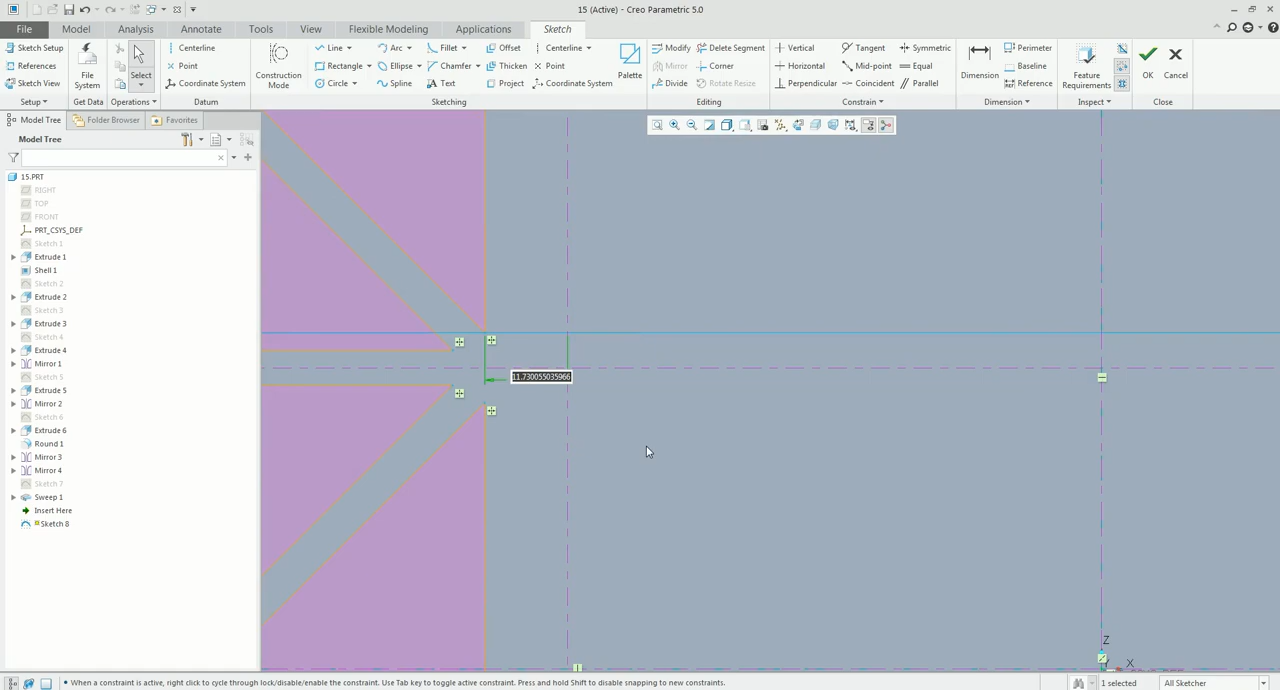 15 (Active) - Creo Parametric 5.0
File Model Analysis Annotate Tools View Flexible Modeling Applications Sketch
Sketch Setup
References
Sketch View
Setup
File System
Get Data
Select
Operations
Centerline
Point
Coordinate System
Datum
Construction Mode
Line Arc Fillet Offset Centerline
Rectangle Ellipse Chamfer Thicken Point
Circle Spline Text Project Coordinate System
Palette
Sketching
Modify Delete Segment
Mirror Corner
Divide Rotate Resize
Editing
Vertical Tangent Symmetric
Horizontal Mid-point Equal
Perpendicular Coincident Parallel
Constrain
Dimension
Perimeter
Baseline
Reference
Dimension
Feature Requirements
Inspect
OK
Cancel
Close
Model Tree Folder Browser Favorites
Model Tree
15.PRT
RIGHT
TOP
FRONT
PRT_CSYS_DEF
Sketch 1
Extrude 1
Shell 1
Sketch 2
Extrude 2
Sketch 3
Extrude 3
Sketch 4
Extrude 4
Mirror 1
Sketch 5
Extrude 5
Mirror 2
Sketch 6
Extrude 6
Round 1
Mirror 3
Mirror 4
Sketch 7
Sweep 1
Insert Here
Sketch 8
11.730055035966
Z
X
When a constraint is active, right click to cycle through lock/disable/enable the constraint. Use Tab key to toggle active constraint. Press and hold Shift to disable snapping to new constraints.
1 selected
All Sketcher